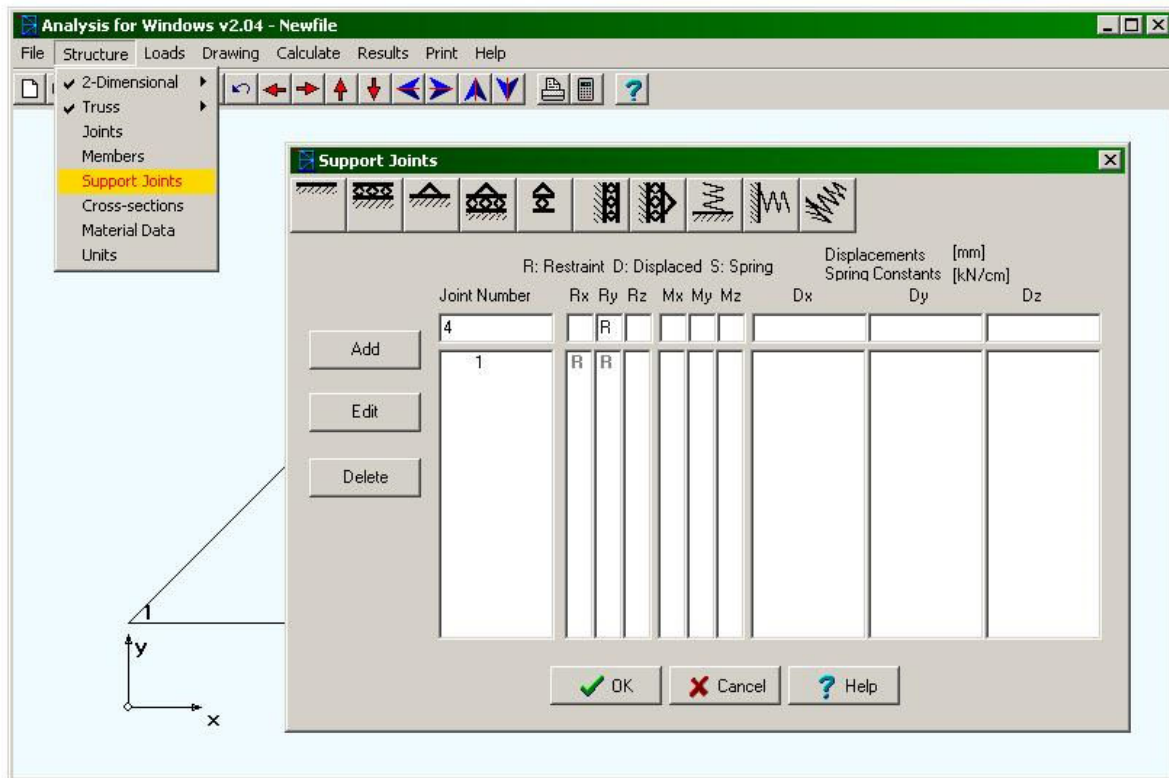 Analysis for Windows v2.04 - Newfile
File Structure Loads Drawing Calculate Results Print Help
2-Dimensional
Truss
Joints
Members
Support Joints
Cross-sections
Material Data
Units
Support Joints
R: Restraint D: Displaced S: Spring
Displacements [mm]
Spring Constants [kN/cm]
Joint Number Rx Ry Rz Mx My Mz Dx Dy Dz
4 R
Add
1 R R
Edit
Delete
OK Cancel Help
1
y
x